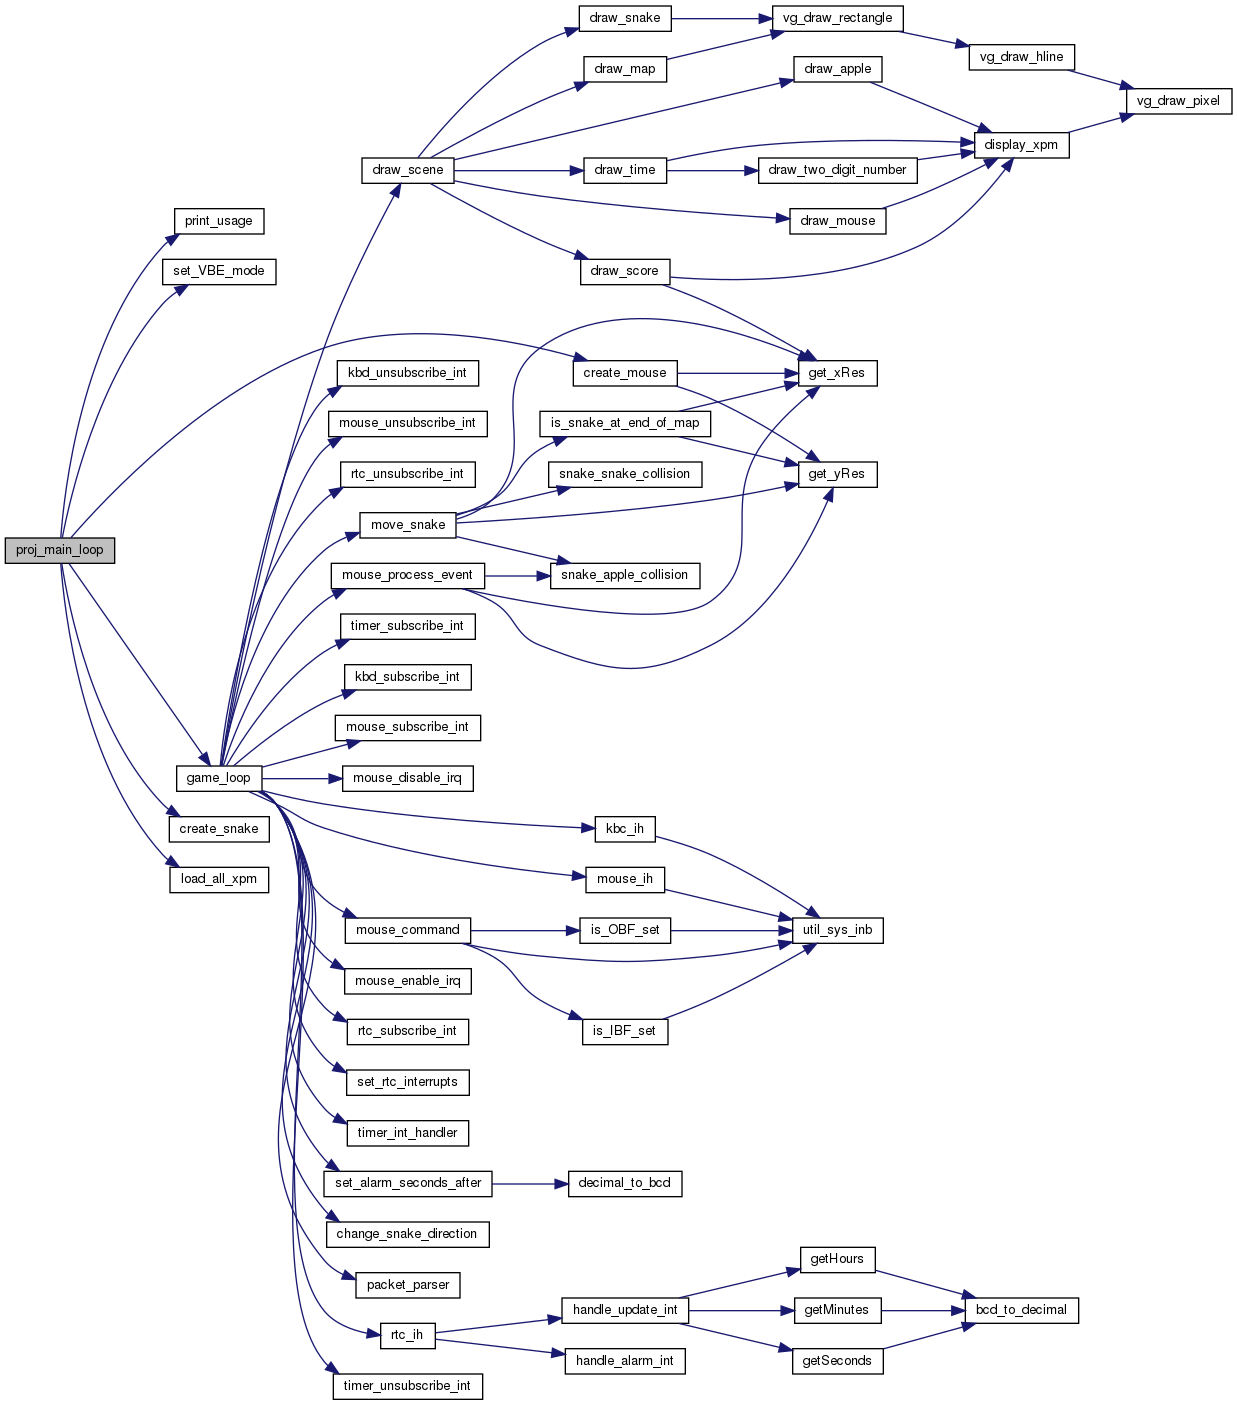 draw_snake
vg_draw_rectangle
vg_draw_hline
draw_map
draw_apple
vg_draw_pixel
display_xpm
draw_scene
draw_time
draw_two_digit_number
draw_mouse
print_usage
set_VBE_mode
draw_score
kbd_unsubscribe_int
create_mouse
get_xRes
mouse_unsubscribe_int
is_snake_at_end_of_map
rtc_unsubscribe_int
snake_snake_collision
get_yRes
move_snake
proj_main_loop
mouse_process_event
snake_apple_collision
timer_subscribe_int
kbd_subscribe_int
mouse_subscribe_int
game_loop
mouse_disable_irq
create_snake
kbc_ih
load_all_xpm
mouse_ih
mouse_command
is_OBF_set
util_sys_inb
mouse_enable_irq
rtc_subscribe_int
is_IBF_set
set_rtc_interrupts
timer_int_handler
set_alarm_seconds_after
decimal_to_bcd
change_snake_direction
getHours
packet_parser
handle_update_int
getMinutes
bcd_to_decimal
rtc_ih
handle_alarm_int
getSeconds
timer_unsubscribe_int